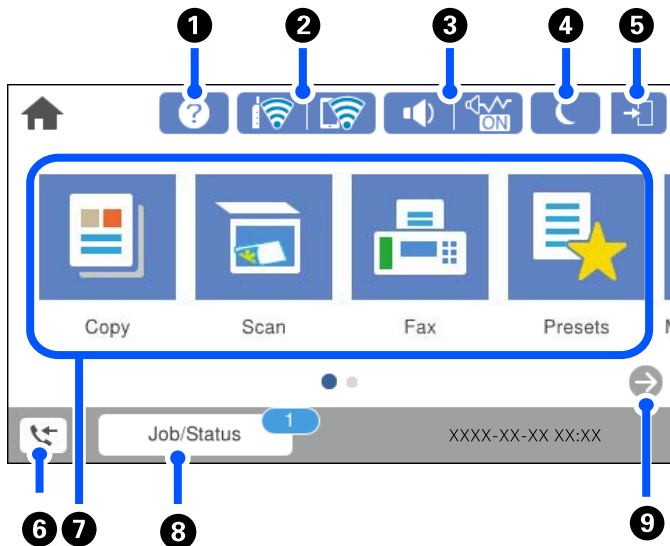 1 2 3 4 5
?
ON
Copy Scan Fax Presets
Job/Status 1 XXXX-XX-XX XX:XX
6 7 8 9